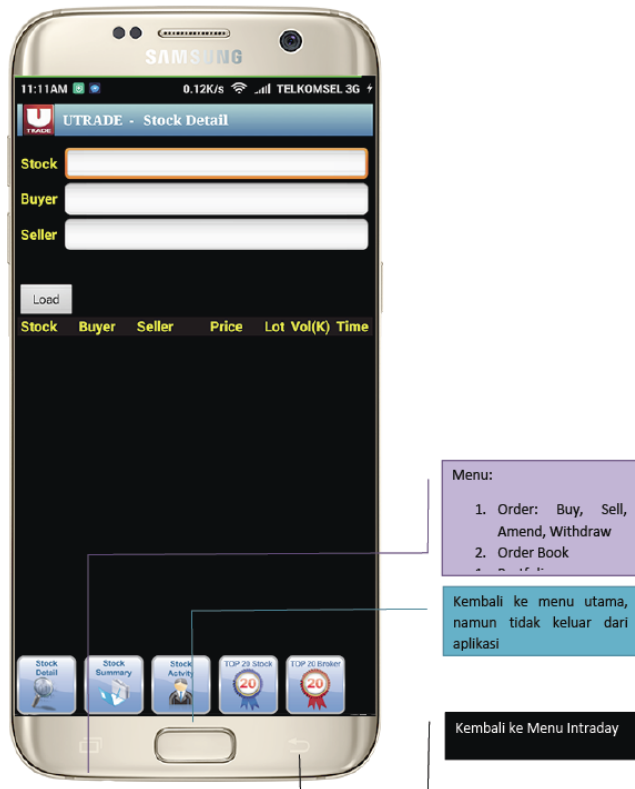 SAMSUNG
11:11AM 0.12K/s TELKOMSEL 3G
U
TRADE
UTRADE - Stock Detail
Stock
Buyer
Seller
Load
Stock Buyer Seller Price Lot Vol(K) Time
Menu:
1. Order: Buy, Sell,
Amend, Withdraw
2. Order Book
Kembali ke menu utama,
namun tidak keluar dari
aplikasi
Stock
Detail
Stock
Summary
Stock
Activity
TOP 20 Stock
20
TOP 20 Broker
20
Kembali ke Menu Intraday